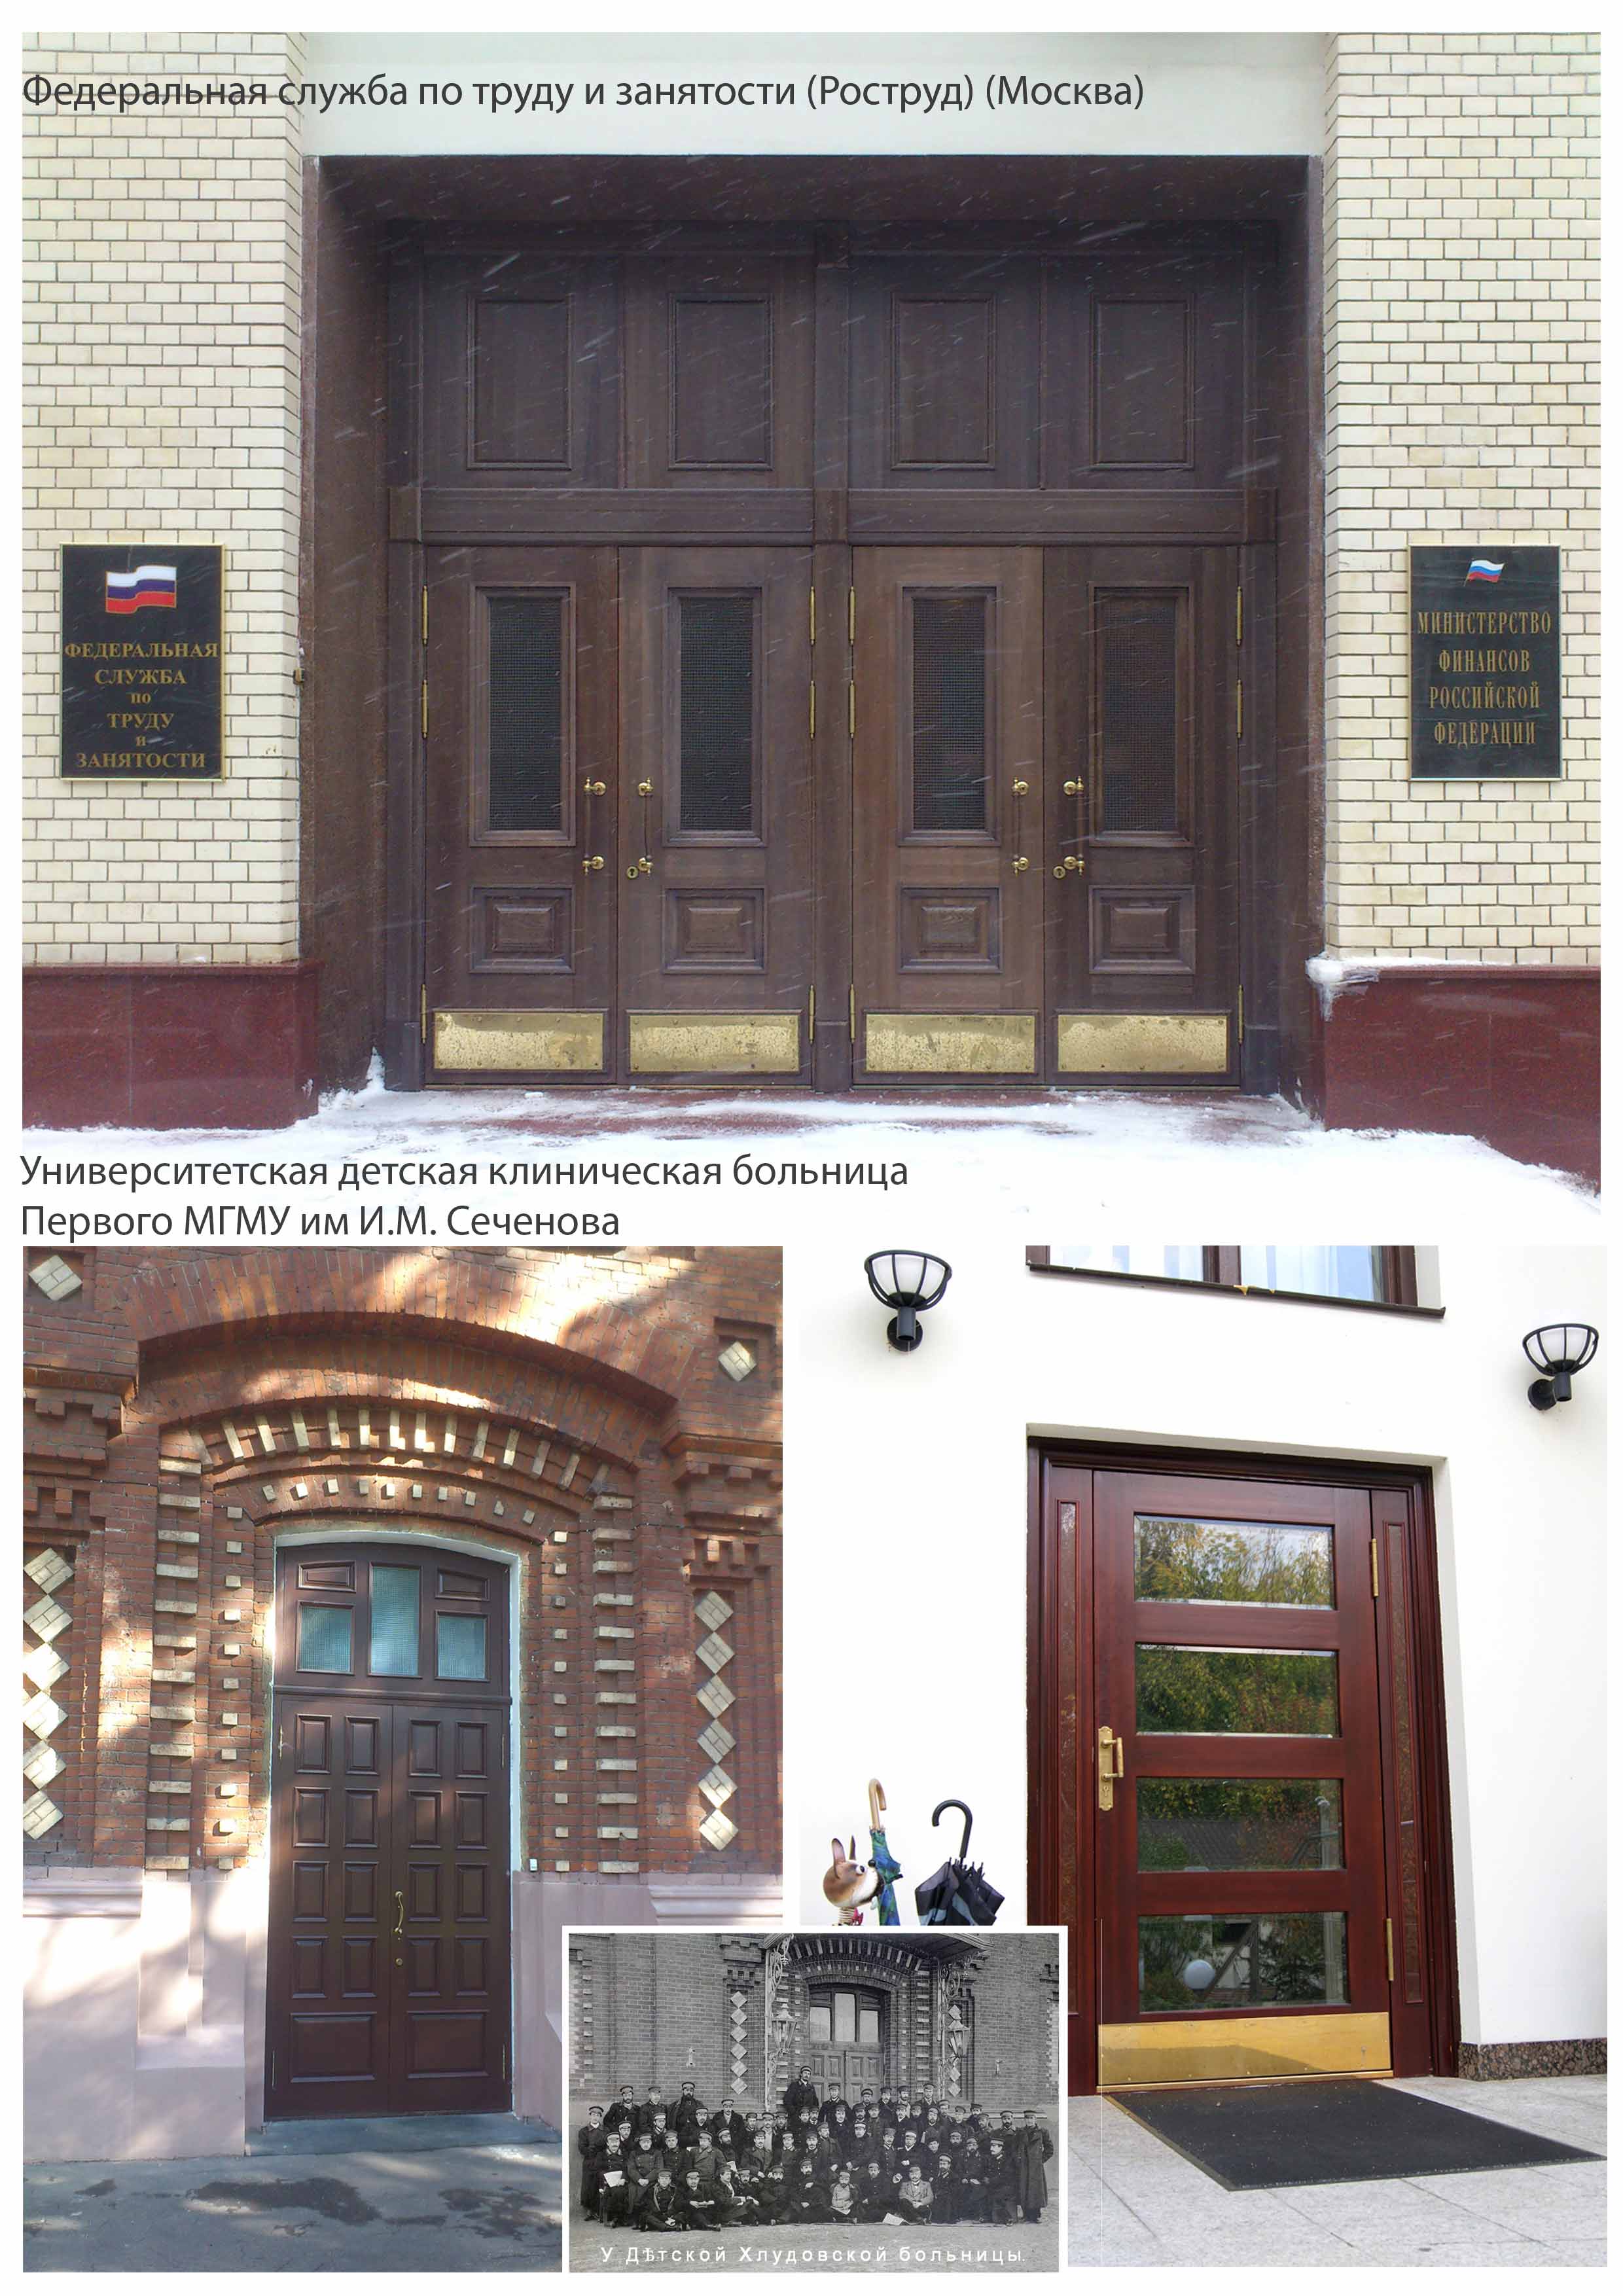 Федеральная служба по труду и занятости (Роструд) (Москва)
ФЕДЕРАЛЬНАЯ
СЛУЖБА
по
ТРУДУ
и
ЗАНЯТОСТИ
МИНИСТЕРСТВО
ФИНАНСОВ
РОССИЙСКОЙ
ФЕДЕРАЦИИ
Университетская детская клиническая больница
Первого МГМУ им И.М. Сеченова
У Дѣтской Хлудовской больницы.